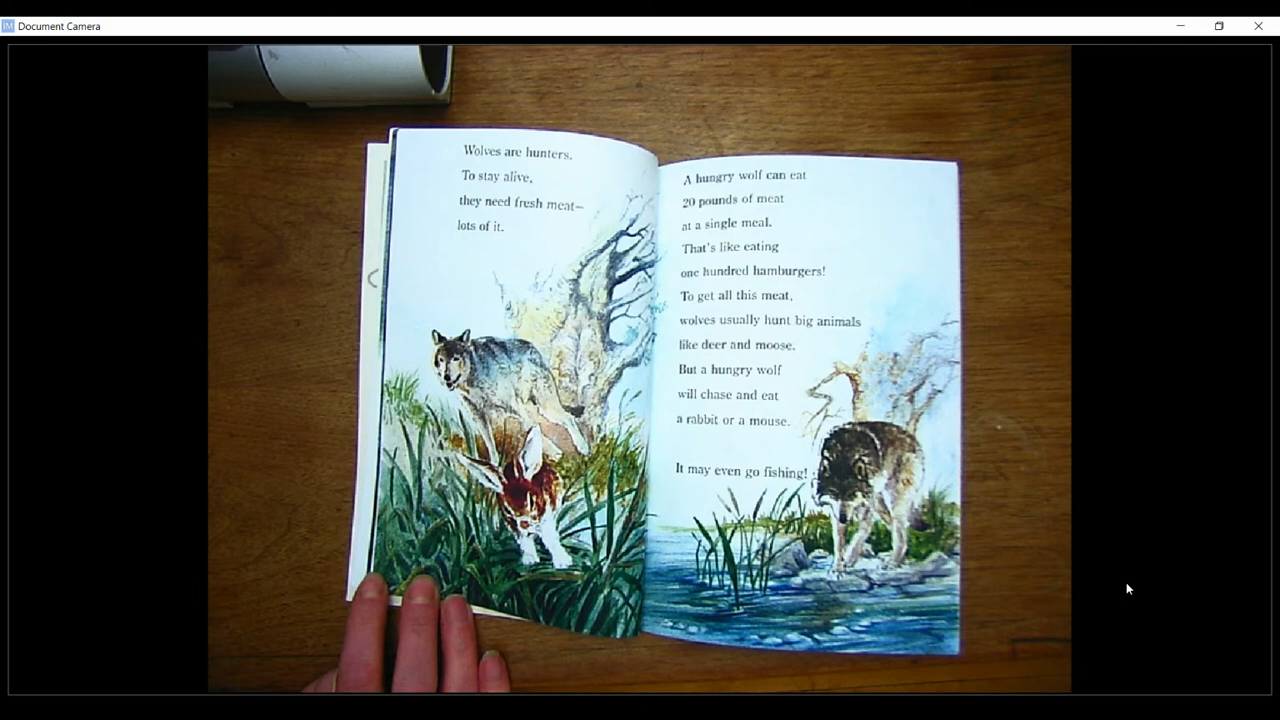 Document Camera
Wolves are hunters.
To stay alive,
they need fresh meat—
lots of it.
A hungry wolf can eat
20 pounds of meat
at a single meal.
That's like eating
one hundred hamburgers!
To get all this meat,
wolves usually hunt big animals
like deer and moose.
But a hungry wolf
will chase and eat
a rabbit or a mouse.
It may even go fishing!